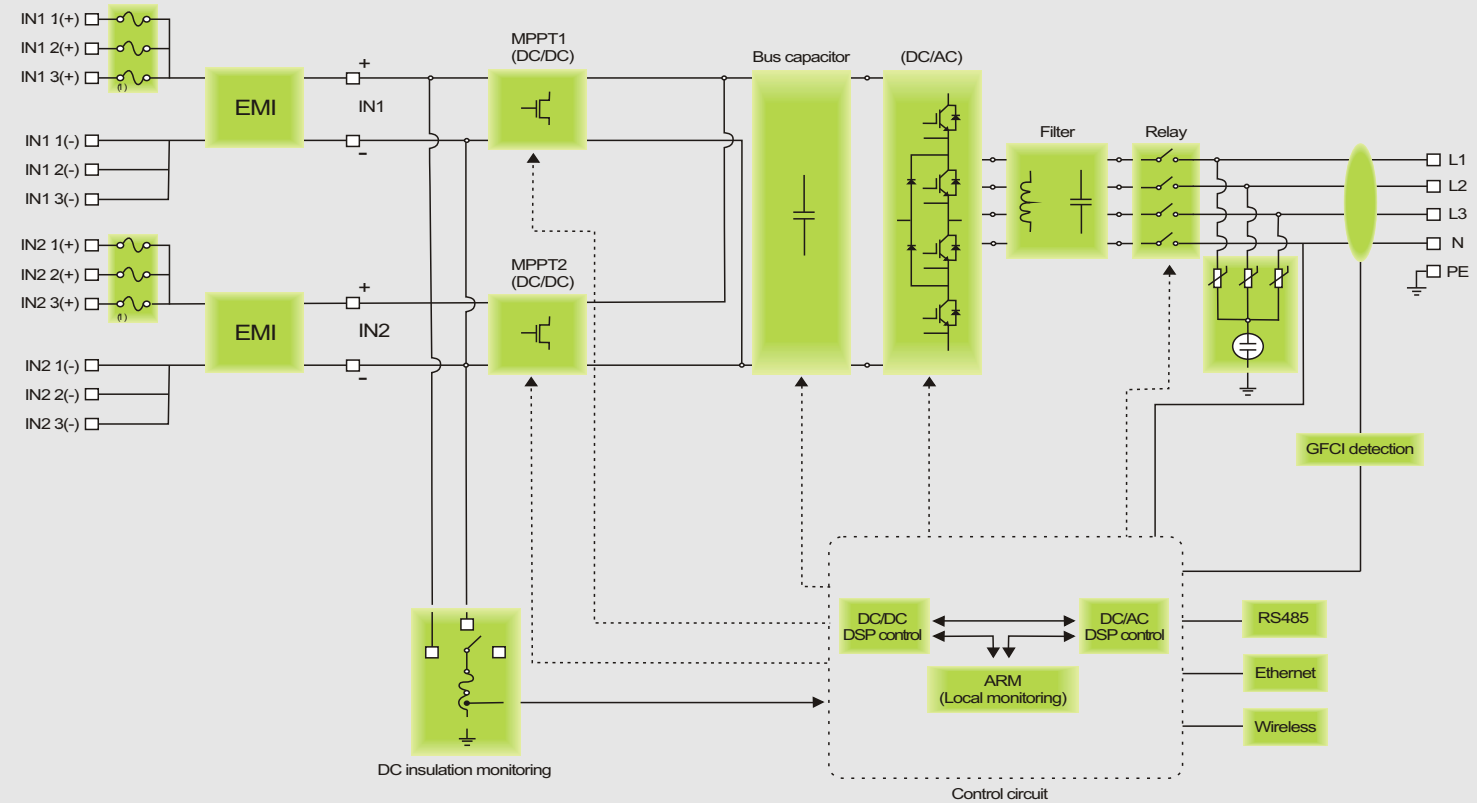 IN1 1(+)
IN1 2(+)
IN1 3(+)
(1)
EMI
+
IN1
-
IN1 1(-)
IN1 2(-)
IN1 3(-)
MPPT1
(DC/DC)
Bus capacitor
(DC/AC)
Filter
Relay
L1
L2
L3
N
PE
IN2 1(+)
IN2 2(+)
IN2 3(+)
(1)
EMI
+
IN2
-
IN2 1(-)
IN2 2(-)
IN2 3(-)
MPPT2
(DC/DC)
GFCI detection
DC/DC
DSP control
DC/AC
DSP control
ARM
(Local monitoring)
RS485
Ethernet
Wireless
DC insulation monitoring
Control circuit